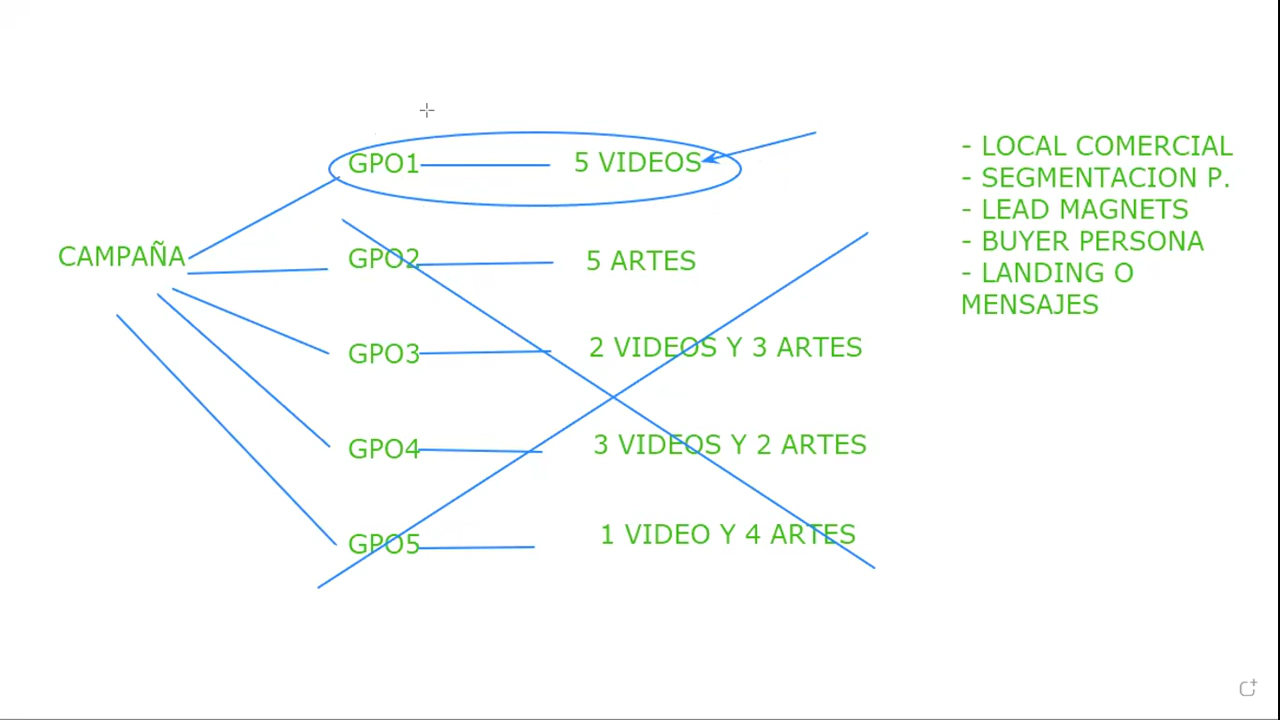 CAMPAÑA
GPO1 5 VIDEOS
GPO2 5 ARTES
GPO3 2 VIDEOS Y 3 ARTES
GPO4 3 VIDEOS Y 2 ARTES
GPO5 1 VIDEO Y 4 ARTES
- LOCAL COMERCIAL
- SEGMENTACION P.
- LEAD MAGNETS
- BUYER PERSONA
- LANDING O
MENSAJES